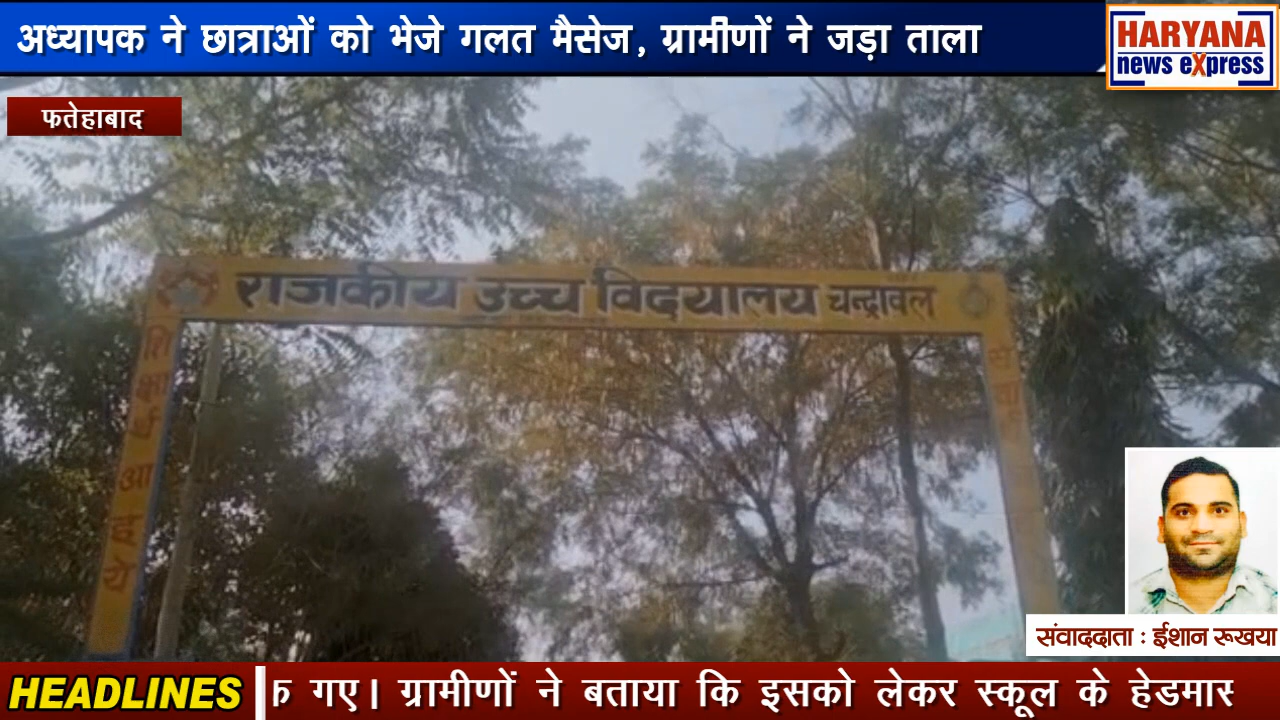 अध्यापक ने छात्राओं को भेजे गलत मैसेज, ग्रामीणों ने जड़ा ताला
HARYANA
news eXpress
फतेहाबाद
राजकीय उच्च विद्यालय चन्द्रावल
शिक्षार्थ आइये
संवाददाता : ईशान रूखया
HEADLINES
क गए। ग्रामीणों ने बताया कि इसको लेकर स्कूल के हेडमास